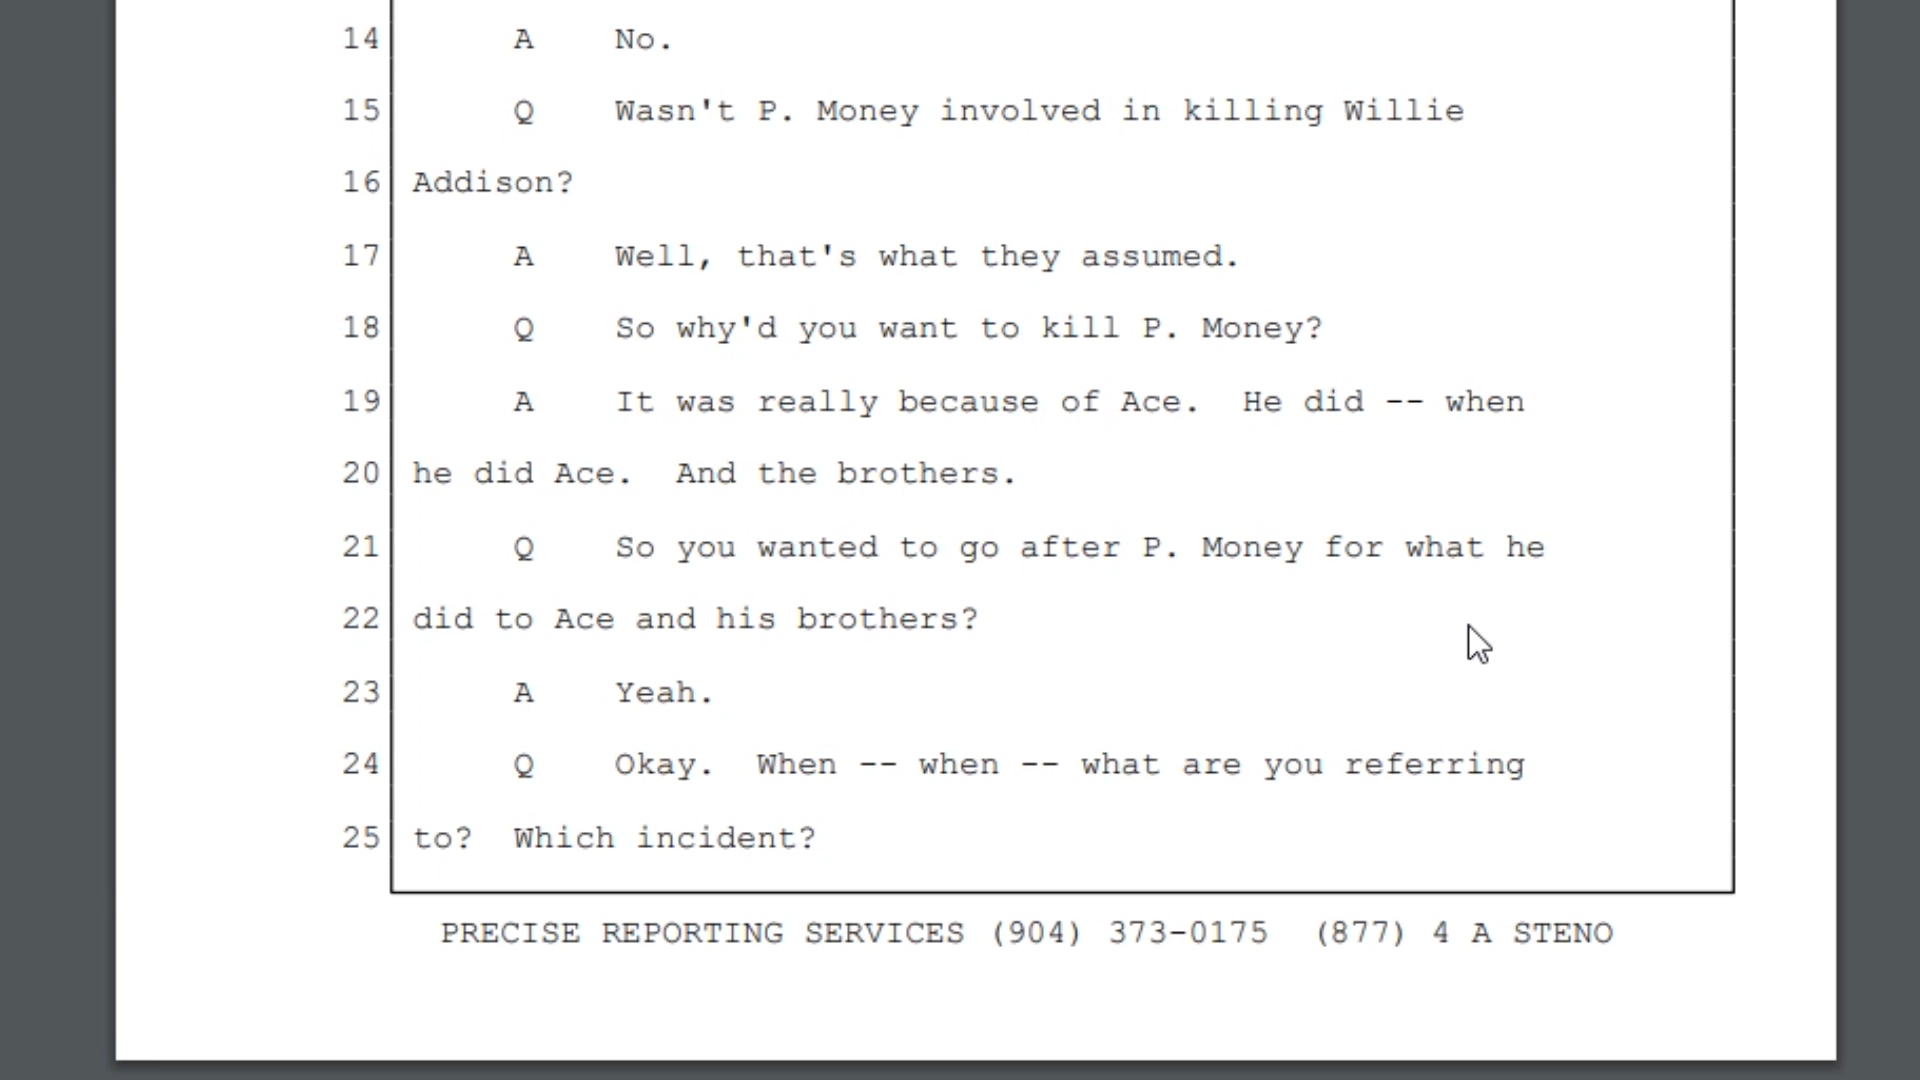 14 A No.
15 Q Wasn't P. Money involved in killing Willie
16 Addison?
17 A Well, that's what they assumed.
18 Q So why'd you want to kill P. Money?
19 A It was really because of Ace. He did -- when
20 he did Ace. And the brothers.
21 Q So you wanted to go after P. Money for what he
22 did to Ace and his brothers?
23 A Yeah.
24 Q Okay. When -- when -- what are you referring
25 to? Which incident?
PRECISE REPORTING SERVICES (904) 373-0175 (877) 4 A STENO